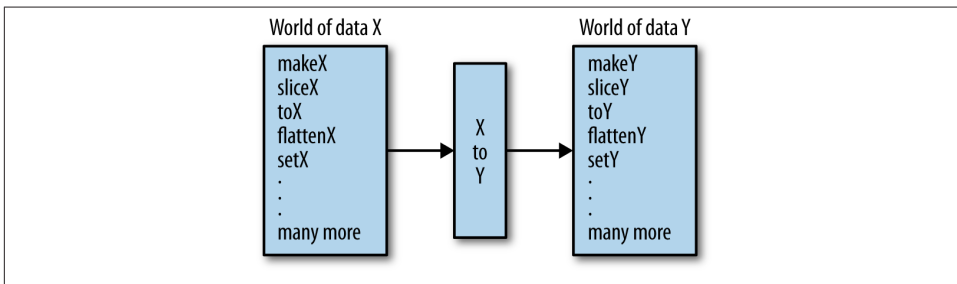 World of data X
makeX
sliceX
toX
flattenX
setX
.
.
.
many more
X
to
Y
World of data Y
makeY
sliceY
toY
flattenY
setY
.
.
.
many more